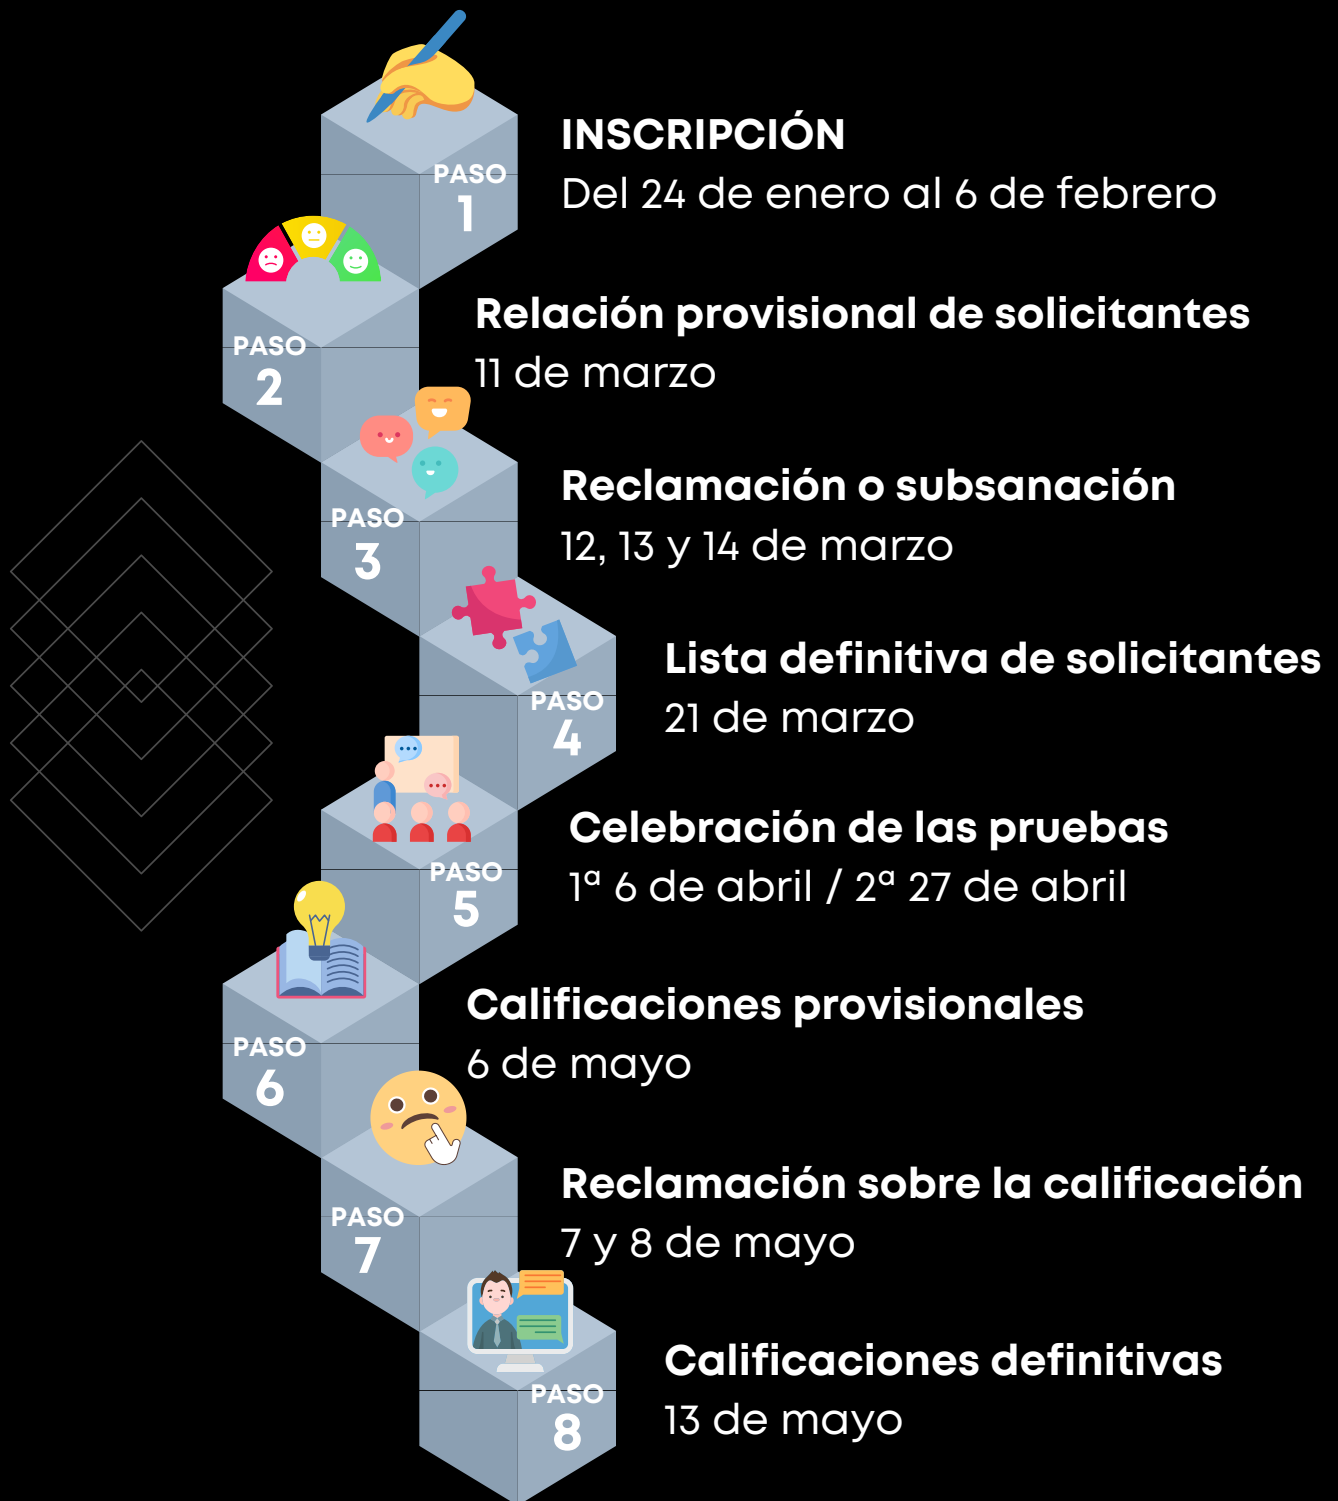 PASO
1
INSCRIPCIÓN
Del 24 de enero al 6 de febrero
PASO
2
Relación provisional de solicitantes
11 de marzo
PASO
3
Reclamación o subsanación
12, 13 y 14 de marzo
PASO
4
Lista definitiva de solicitantes
21 de marzo
PASO
5
Celebración de las pruebas
1ª 6 de abril / 2ª 27 de abril
PASO
6
Calificaciones provisionales
6 de mayo
PASO
7
Reclamación sobre la calificación
7 y 8 de mayo
PASO
8
Calificaciones definitivas
13 de mayo